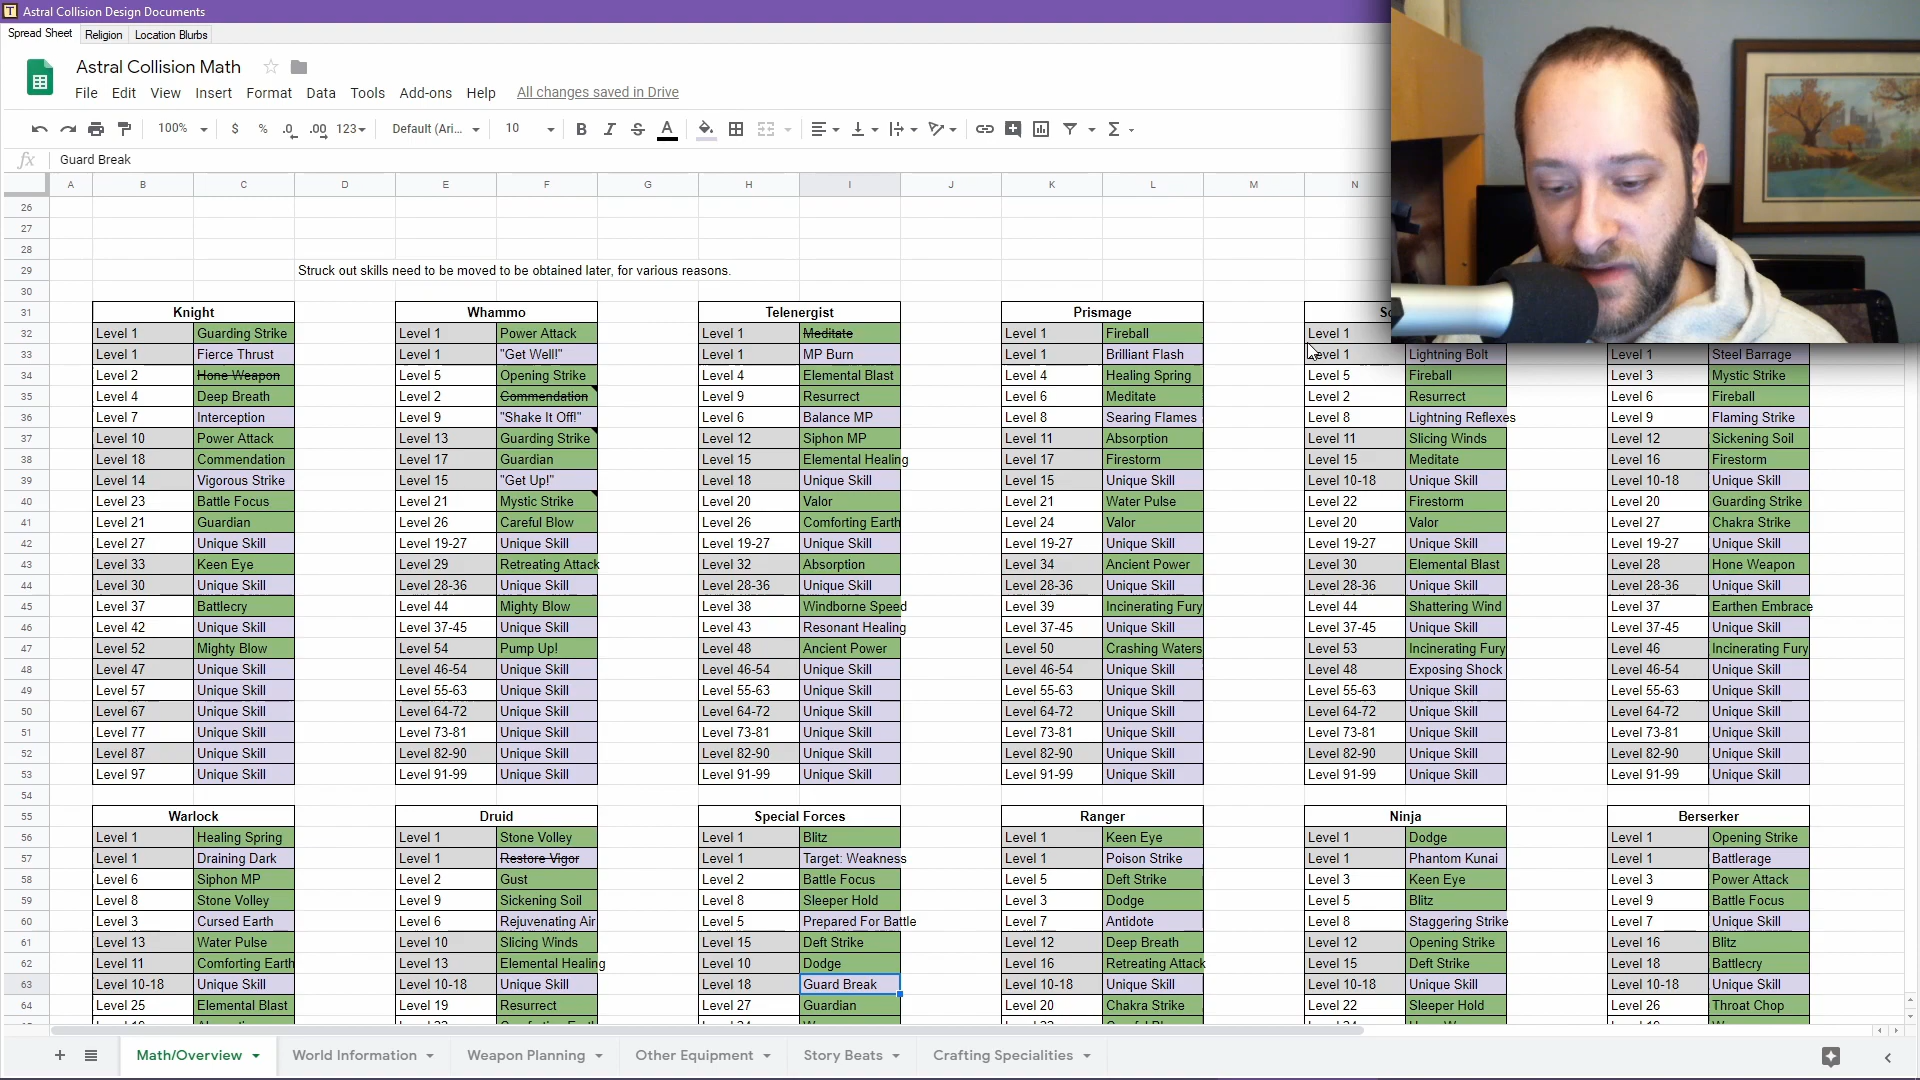 Astral Collision Design Documents
Spread Sheet Religion Location Blurbs
Astral Collision Math
File Edit View Insert Format Data Tools Add-ons Help All changes saved in Drive
100% $ % .0 .00 123 Default (Ari... 10 B I S A Σ
fx Guard Break
A B C D E F G H I J K L M N
26
27
28
29 Struck out skills need to be moved to be obtained later, for various reasons.
30
31 Knight Whammo Telenergist Prismage
32 Level 1 Guarding Strike Level 1 Power Attack Level 1 Meditate Level 1 Fireball Level 1
33 Level 1 Fierce Thrust Level 1 "Get Well!" Level 1 MP Burn Level 1 Brilliant Flash Level 1 Lightning Bolt Level 1 Steel Barrage
34 Level 2 Hone Weapon Level 5 Opening Strike Level 4 Elemental Blast Level 4 Healing Spring Level 5 Fireball Level 3 Mystic Strike
35 Level 4 Deep Breath Level 2 Commendation Level 9 Resurrect Level 6 Meditate Level 2 Resurrect Level 6 Fireball
36 Level 7 Interception Level 9 "Shake It Off!" Level 6 Balance MP Level 8 Searing Flames Level 8 Lightning Reflexes Level 9 Flaming Strike
37 Level 10 Power Attack Level 13 Guarding Strike Level 12 Siphon MP Level 11 Absorption Level 11 Slicing Winds Level 12 Sickening Soil
38 Level 18 Commendation Level 17 Guardian Level 15 Elemental Healing Level 17 Firestorm Level 15 Meditate Level 16 Firestorm
39 Level 14 Vigorous Strike Level 15 "Get Up!" Level 18 Unique Skill Level 15 Unique Skill Level 10-18 Unique Skill Level 10-18 Unique Skill
40 Level 23 Battle Focus Level 21 Mystic Strike Level 20 Valor Level 21 Water Pulse Level 22 Firestorm Level 20 Guarding Strike
41 Level 21 Guardian Level 26 Careful Blow Level 26 Comforting Earth Level 24 Valor Level 20 Valor Level 27 Chakra Strike
42 Level 27 Unique Skill Level 19-27 Unique Skill Level 19-27 Unique Skill Level 19-27 Unique Skill Level 19-27 Unique Skill Level 19-27 Unique Skill
43 Level 33 Keen Eye Level 29 Retreating Attack Level 32 Absorption Level 34 Ancient Power Level 30 Elemental Blast Level 28 Hone Weapon
44 Level 30 Unique Skill Level 28-36 Unique Skill Level 28-36 Unique Skill Level 28-36 Unique Skill Level 28-36 Unique Skill Level 28-36 Unique Skill
45 Level 37 Battlecry Level 44 Mighty Blow Level 38 Windborne Speed Level 39 Incinerating Fury Level 44 Shattering Wind Level 37 Earthen Embrace
46 Level 42 Unique Skill Level 37-45 Unique Skill Level 43 Resonant Healing Level 37-45 Unique Skill Level 37-45 Unique Skill Level 37-45 Unique Skill
47 Level 52 Mighty Blow Level 54 Pump Up! Level 48 Ancient Power Level 50 Crashing Waters Level 53 Incinerating Fury Level 46 Incinerating Fury
48 Level 47 Unique Skill Level 46-54 Unique Skill Level 46-54 Unique Skill Level 46-54 Unique Skill Level 48 Exposing Shock Level 46-54 Unique Skill
49 Level 57 Unique Skill Level 55-63 Unique Skill Level 55-63 Unique Skill Level 55-63 Unique Skill Level 55-63 Unique Skill Level 55-63 Unique Skill
50 Level 67 Unique Skill Level 64-72 Unique Skill Level 64-72 Unique Skill Level 64-72 Unique Skill Level 64-72 Unique Skill Level 64-72 Unique Skill
51 Level 77 Unique Skill Level 73-81 Unique Skill Level 73-81 Unique Skill Level 73-81 Unique Skill Level 73-81 Unique Skill Level 73-81 Unique Skill
52 Level 87 Unique Skill Level 82-90 Unique Skill Level 82-90 Unique Skill Level 82-90 Unique Skill Level 82-90 Unique Skill Level 82-90 Unique Skill
53 Level 97 Unique Skill Level 91-99 Unique Skill Level 91-99 Unique Skill Level 91-99 Unique Skill Level 91-99 Unique Skill Level 91-99 Unique Skill
54
55 Warlock Druid Special Forces Ranger Ninja Berserker
56 Level 1 Healing Spring Level 1 Stone Volley Level 1 Blitz Level 1 Keen Eye Level 1 Dodge Level 1 Opening Strike
57 Level 1 Draining Dark Level 1 Restore Vigor Level 1 Target: Weakness Level 1 Poison Strike Level 1 Phantom Kunai Level 1 Battlerage
58 Level 6 Siphon MP Level 2 Gust Level 2 Battle Focus Level 5 Deft Strike Level 3 Keen Eye Level 3 Power Attack
59 Level 8 Stone Volley Level 9 Sickening Soil Level 8 Sleeper Hold Level 3 Dodge Level 5 Blitz Level 9 Battle Focus
60 Level 3 Cursed Earth Level 6 Rejuvenating Air Level 5 Prepared For Battle Level 7 Antidote Level 8 Staggering Strike Level 7 Unique Skill
61 Level 13 Water Pulse Level 10 Slicing Winds Level 15 Deft Strike Level 12 Deep Breath Level 12 Opening Strike Level 16 Blitz
62 Level 11 Comforting Earth Level 13 Elemental Healing Level 10 Dodge Level 16 Retreating Attack Level 15 Deft Strike Level 18 Battlecry
63 Level 10-18 Unique Skill Level 10-18 Unique Skill Level 18 Guard Break Level 10-18 Unique Skill Level 10-18 Unique Skill Level 10-18 Unique Skill
64 Level 25 Elemental Blast Level 19 Resurrect Level 27 Guardian Level 20 Chakra Strike Level 22 Sleeper Hold Level 26 Throat Chop
Math/Overview World Information Weapon Planning Other Equipment Story Beats Crafting Specialities